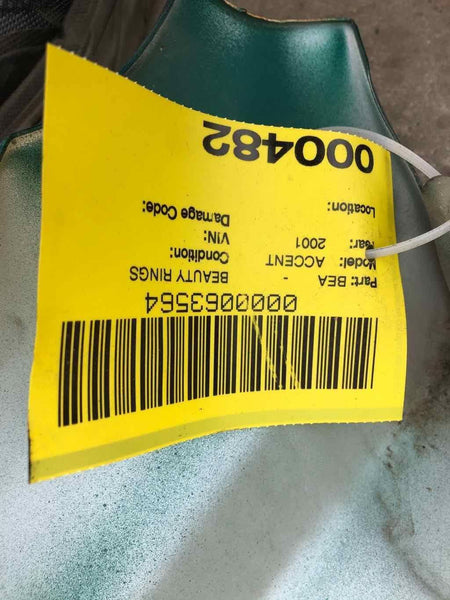 0000063564
Part: BEA - BEAUTY RINGS
Model: ACCENT Condition:
Year: 2001 VIN:
Location: Damage Code:
000482